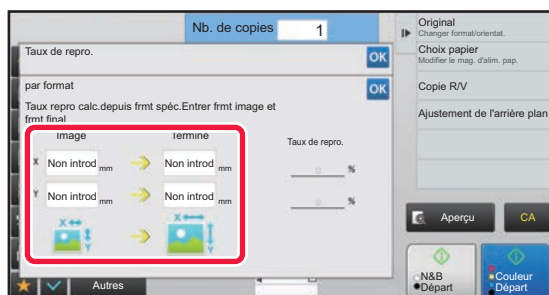 Nb. de copies 1
Taux de repro. OK
par format OK
Taux repro calc.depuis frmt spéc.Entrer frmt image et
frmt final
Image Terminé
Taux de repro.
X Non introd mm Non introd mm 0 %
Y Non introd mm Non introd mm 0 %
X X
Y Y
Autres
Original
Changer format/orientat.
Choix papier
Modifier le mag. d'alim. pap.
Copie R/V
Ajustement de l'arrière plan
Aperçu CA
N&B
Départ
Couleur
Départ